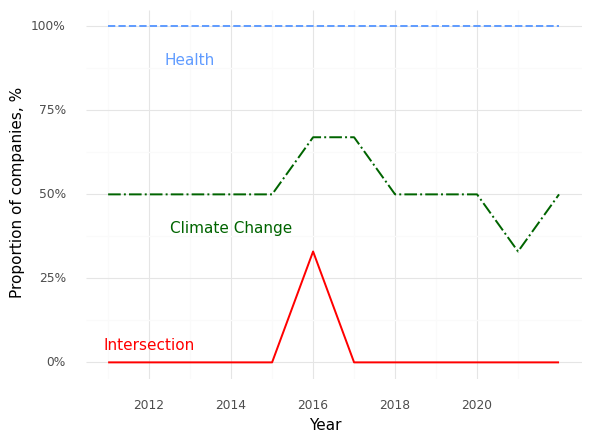 100%
Health
75%
50%
Climate Change
25%
Intersection
0%
Proportion of companies, %
2012 2014 2016 2018 2020
Year